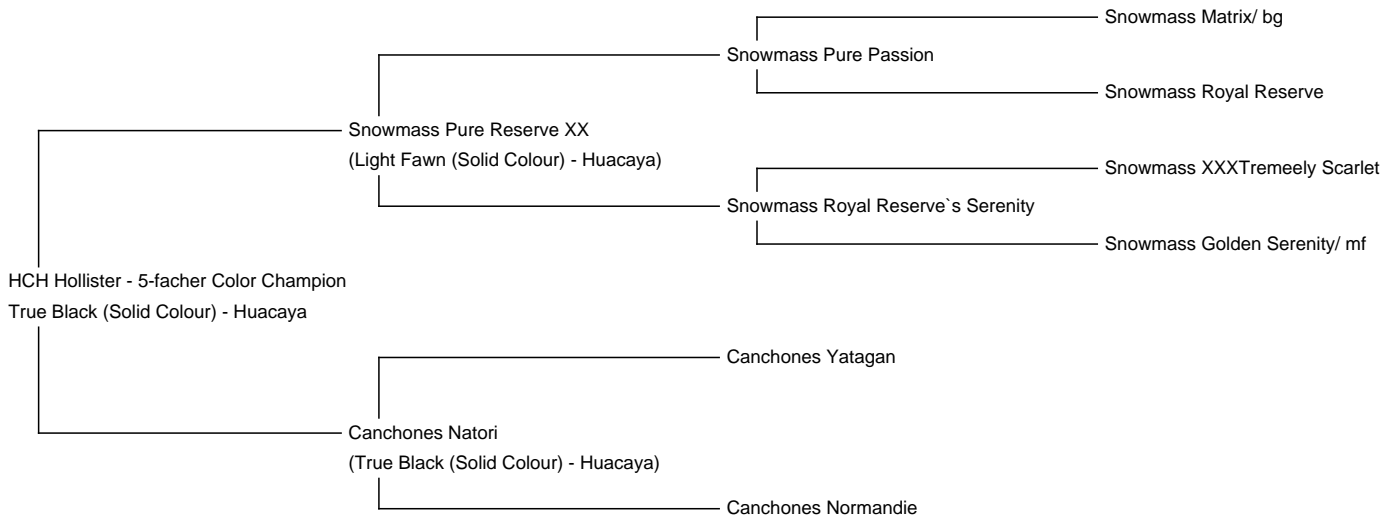 Snowmass Matrix/ bg
Snowmass Pure Passion
Snowmass Royal Reserve
Snowmass Pure Reserve XX
(Light Fawn (Solid Colour) - Huacaya)
Snowmass XXXTremeely Scarlet
Snowmass Royal Reserve`s Serenity
Snowmass Golden Serenity/ mf
HCH Hollister - 5-facher Color Champion
True Black (Solid Colour) - Huacaya
Canchones Yatagan
Canchones Natori
(True Black (Solid Colour) - Huacaya)
Canchones Normandie